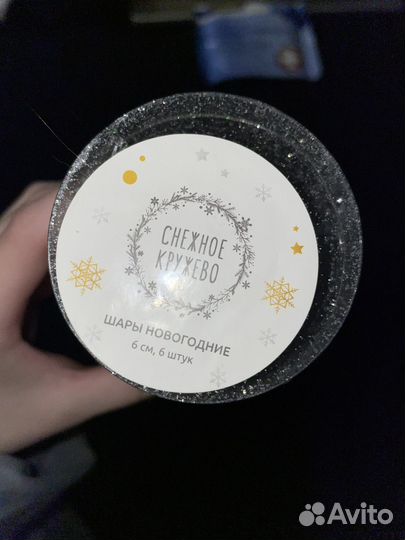 СНЕЖНОЕ
КРУЖЕВО
ШАРЫ НОВОГОДНИЕ
6 см, 6 штук
Avito